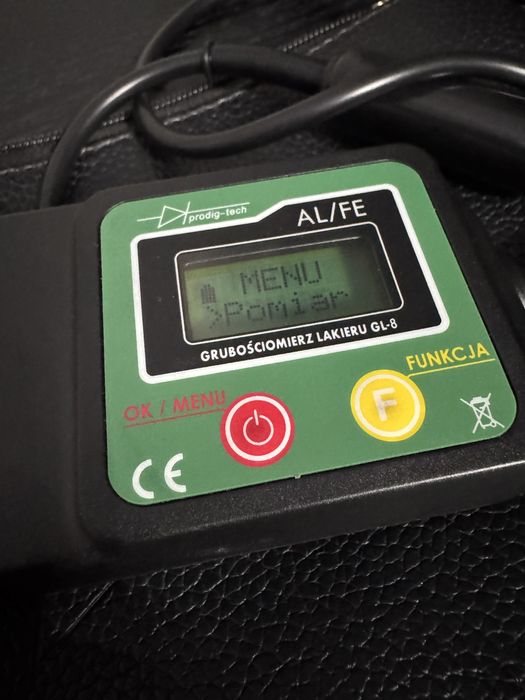 prodig-tech
AL/FE
MENU
>Pomiar
GRUBOŚCIOMIERZ LAKIERU GL-8
OK / MENU
FUNKCJA
F
CE